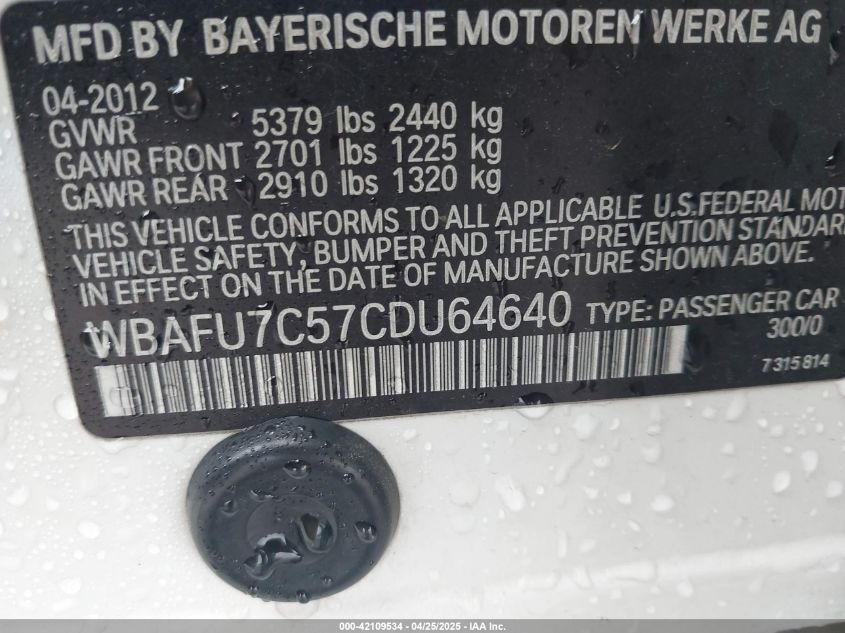 MFD BY BAYERISCHE MOTOREN WERKE AG
04-2012
GVWR 5379 lbs 2440 kg
GAWR FRONT 2701 lbs 1225 kg
GAWR REAR 2910 lbs 1320 kg
THIS VEHICLE CONFORMS TO ALL APPLICABLE U.S.FEDERAL MOT
VEHICLE SAFETY, BUMPER AND THEFT PREVENTION STANDAR
IN EFFECT ON THE DATE OF MANUFACTURE SHOWN ABOVE.
WBAFU7C57CDU64640 TYPE: PASSENGER CAR
300/0
7315814
000-42109534 / 04/25/2025 - IAA Inc.